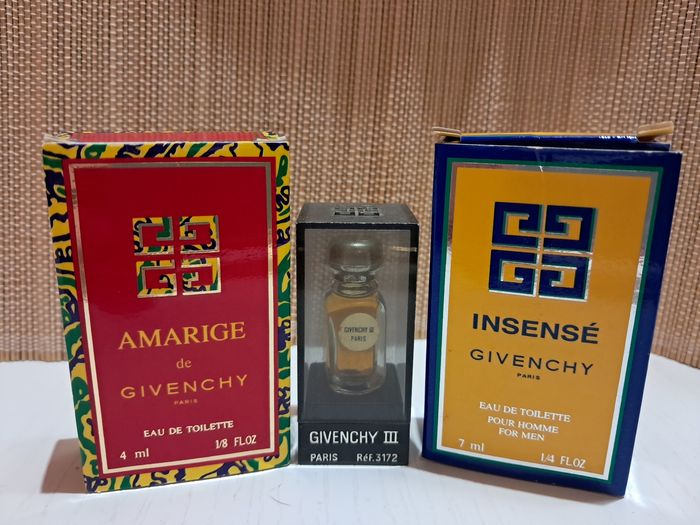 AMARIGE
de
GIVENCHY
PARIS
EAU DE TOILETTE
4 ml 1/8 FL.OZ
GIVENCHY III
PARIS
GIVENCHY III
PARIS RÉF.3172
INSENSÉ
GIVENCHY
PARIS
EAU DE TOILETTE
POUR HOMME
FOR MEN
7 ml 1/4 FL.OZ